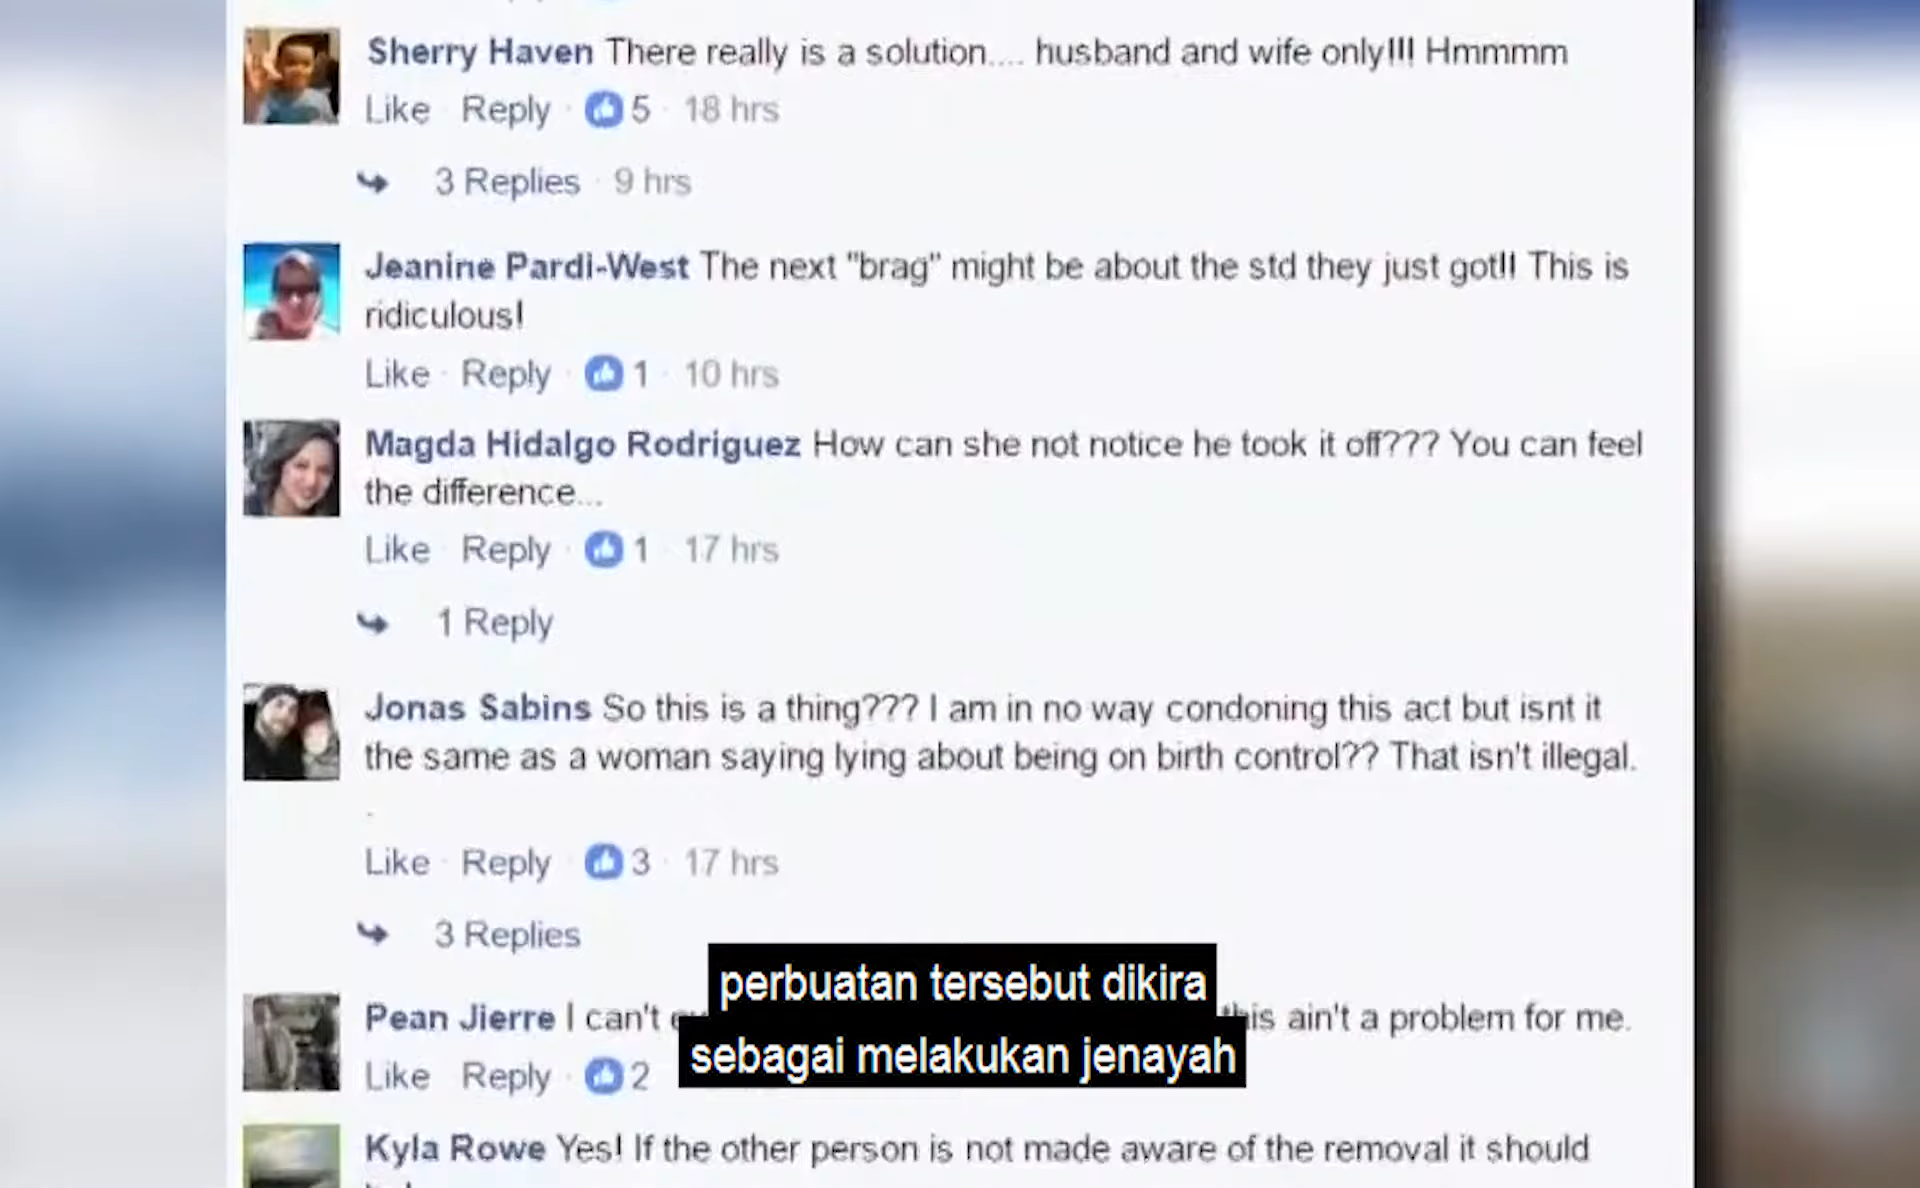 Sherry Haven There really is a solution.... husband and wife only!!! Hmmmm
Like · Reply · 5 · 18 hrs
3 Replies · 9 hrs
Jeanine Pardi-West The next "brag" might be about the std they just got!! This is
ridiculous!
Like · Reply · 1 · 10 hrs
Magda Hidalgo Rodriguez How can she not notice he took it off??? You can feel
the difference...
Like · Reply · 1 · 17 hrs
1 Reply
Jonas Sabins So this is a thing??? I am in no way condoning this act but isnt it
the same as a woman saying lying about being on birth control?? That isn't illegal.
.
Like · Reply · 3 · 17 hrs
3 Replies
Pean Jierre I can't this ain't a problem for me.
Like · Reply · 2
perbuatan tersebut dikira
sebagai melakukan jenayah
Kyla Rowe Yes! If the other person is not made aware of the removal it should